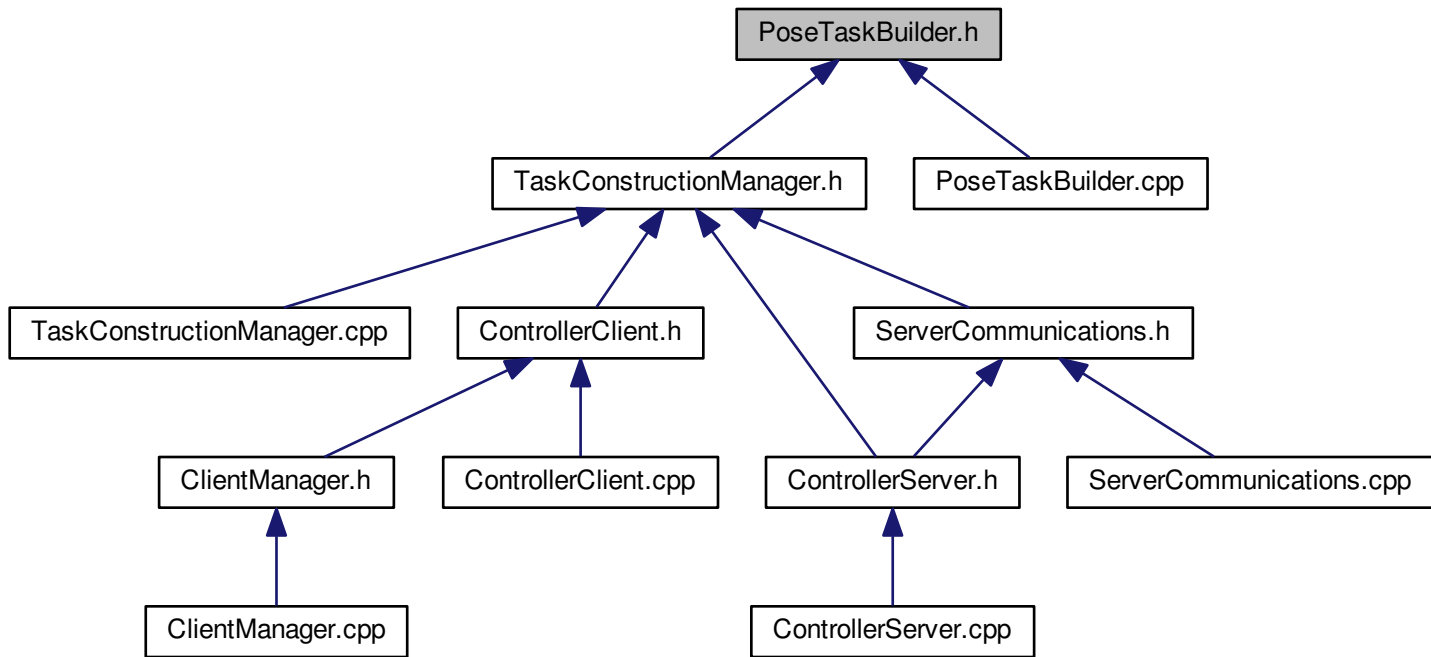 PoseTaskBuilder.h
TaskConstructionManager.h
PoseTaskBuilder.cpp
TaskConstructionManager.cpp
ControllerClient.h
ServerCommunications.h
ClientManager.h
ControllerClient.cpp
ControllerServer.h
ServerCommunications.cpp
ClientManager.cpp
ControllerServer.cpp